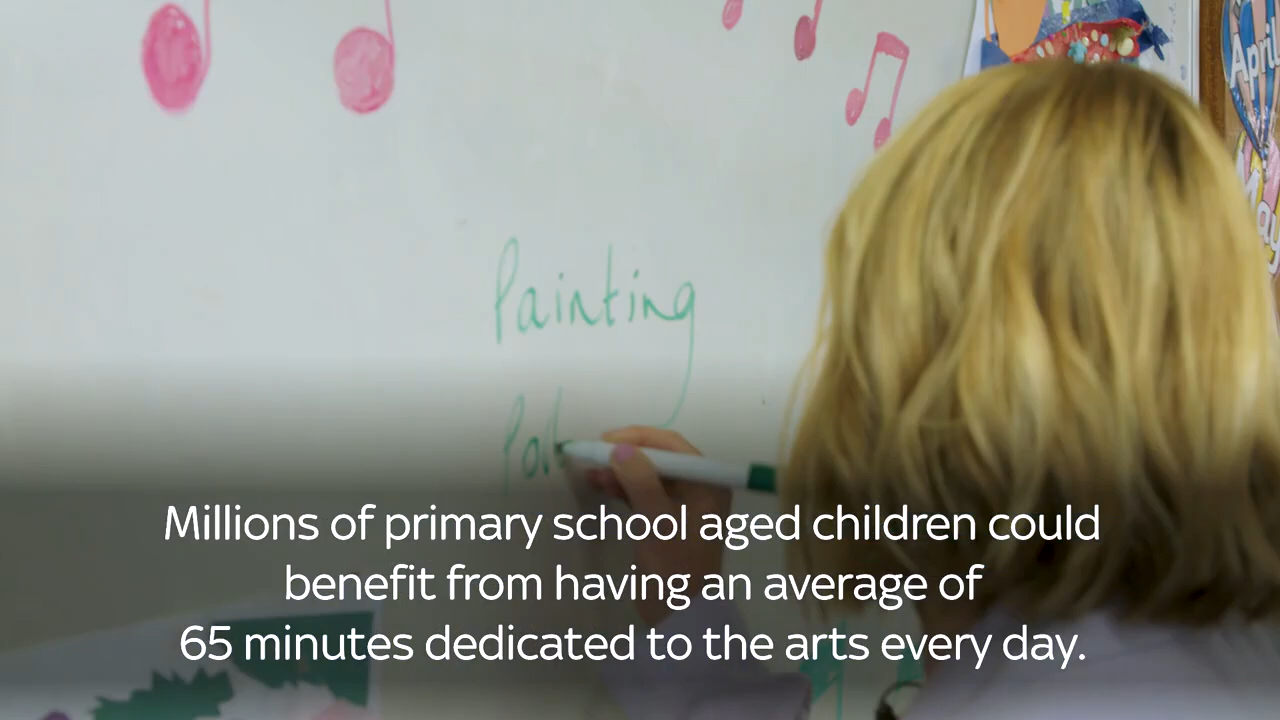 April
Painting
Millions of primary school aged children could
benefit from having an average of
65 minutes dedicated to the arts every day.